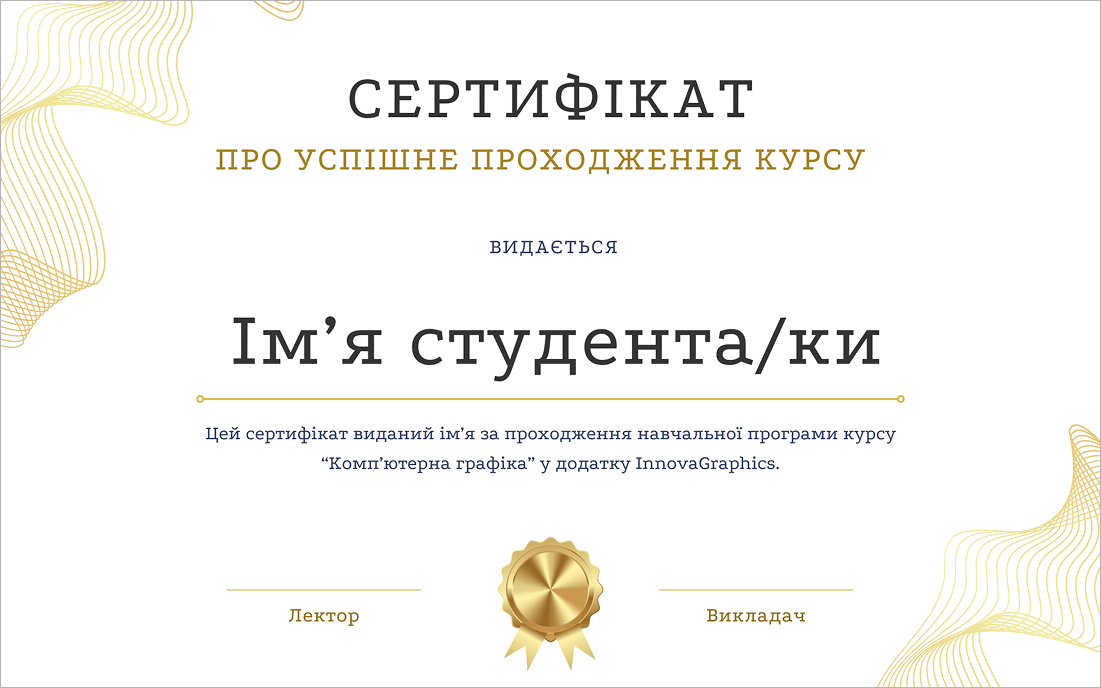 СЕРТИФІКАТ
ПРО УСПІШНЕ ПРОХОДЖЕННЯ КУРСУ
ВИДАЄТЬСЯ
Ім’я студента/ки
Цей сертифікат виданий ім’я за проходження навчальної програми курсу
“Комп’ютерна графіка” у додатку InnovaGraphics.
Лектор
Викладач